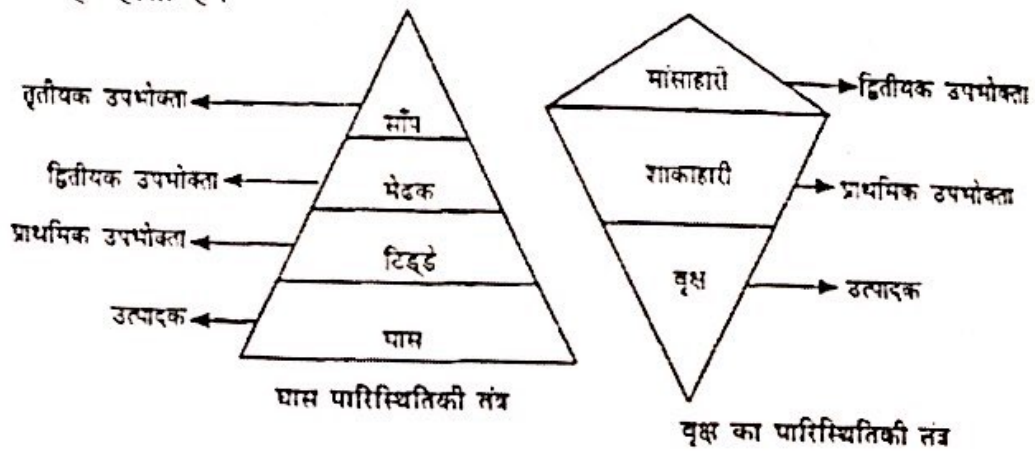 तृतीयक उपभोक्ता
साँप
द्वितीयक उपभोक्ता
मेढक
प्राथमिक उपभोक्ता
टिड्डे
उत्पादक
घास
घास पारिस्थितिकी तंत्र
मांसाहारी
द्वितीयक उपभोक्ता
शाकाहारी
प्राथमिक उपभोक्ता
वृक्ष
उत्पादक
वृक्ष का पारिस्थितिकी तंत्र